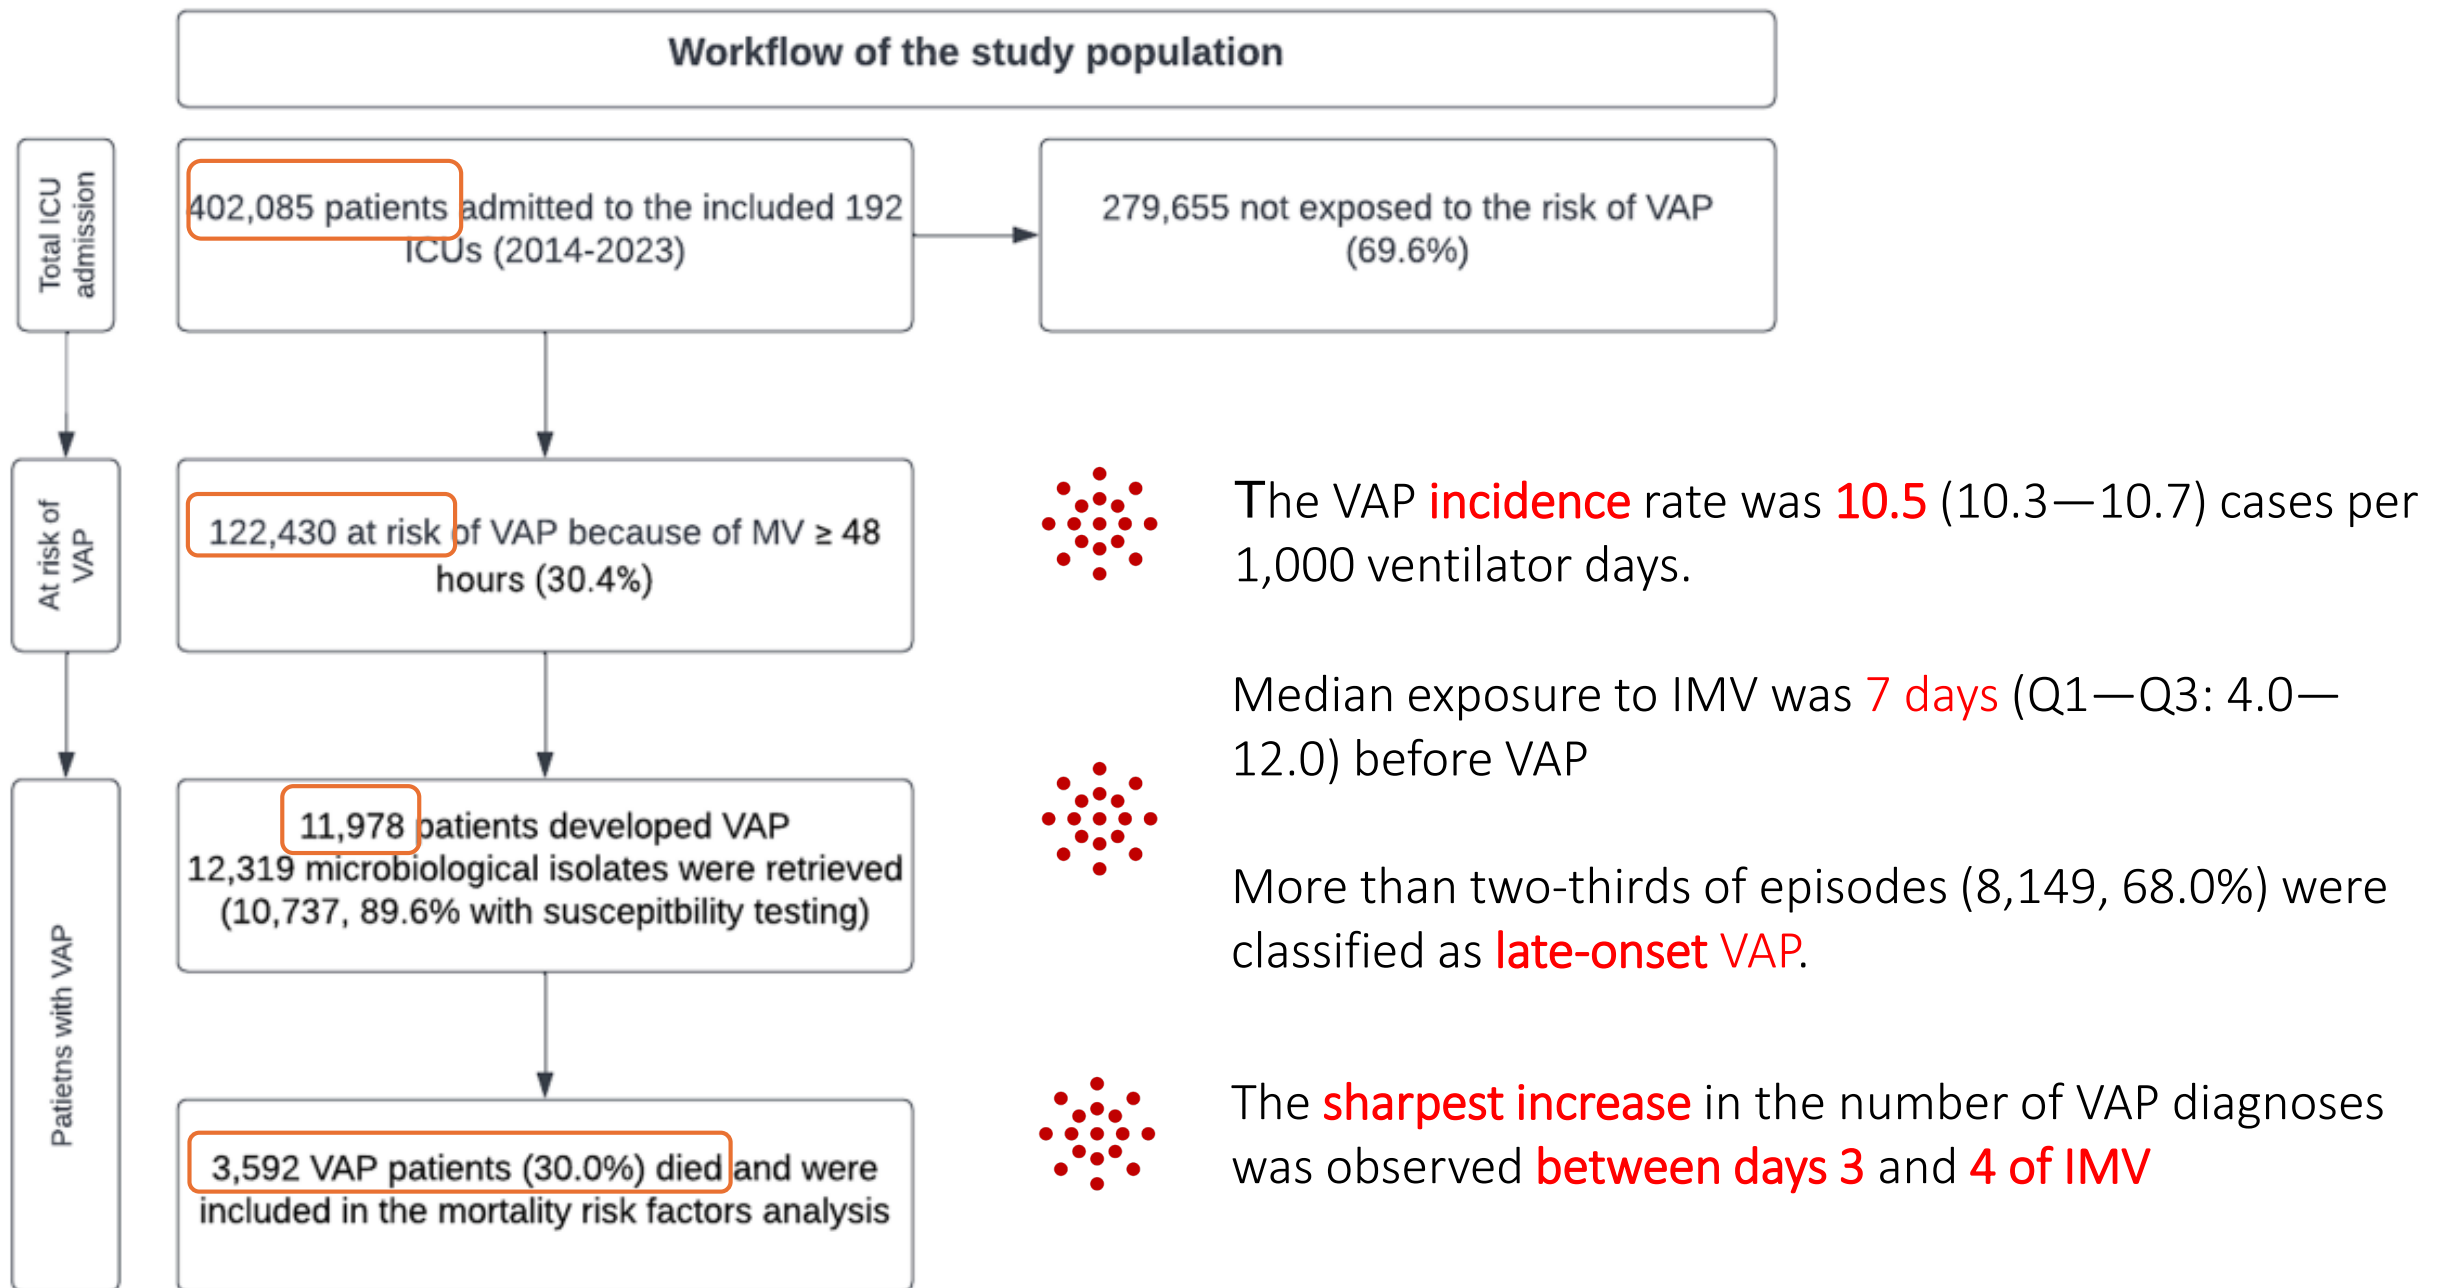 Workflow of the study population
Total ICU
admission
402,085 patients admitted to the included 192
ICUs (2014-2023)
279,655 not exposed to the risk of VAP
(69.6%)
At risk of
VAP
122,430 at risk of VAP because of MV ≥ 48
hours (30.4%)
The VAP incidence rate was 10.5 (10.3—10.7) cases per
1,000 ventilator days.
Median exposure to IMV was 7 days (Q1—Q3: 4.0—
12.0) before VAP
Patietns with VAP
11,978 patients developed VAP
12,319 microbiological isolates were retrieved
(10,737, 89.6% with suscepitbility testing)
More than two-thirds of episodes (8,149, 68.0%) were
classified as late-onset VAP.
3,592 VAP patients (30.0%) died and were
included in the mortality risk factors analysis
The sharpest increase in the number of VAP diagnoses
was observed between days 3 and 4 of IMV